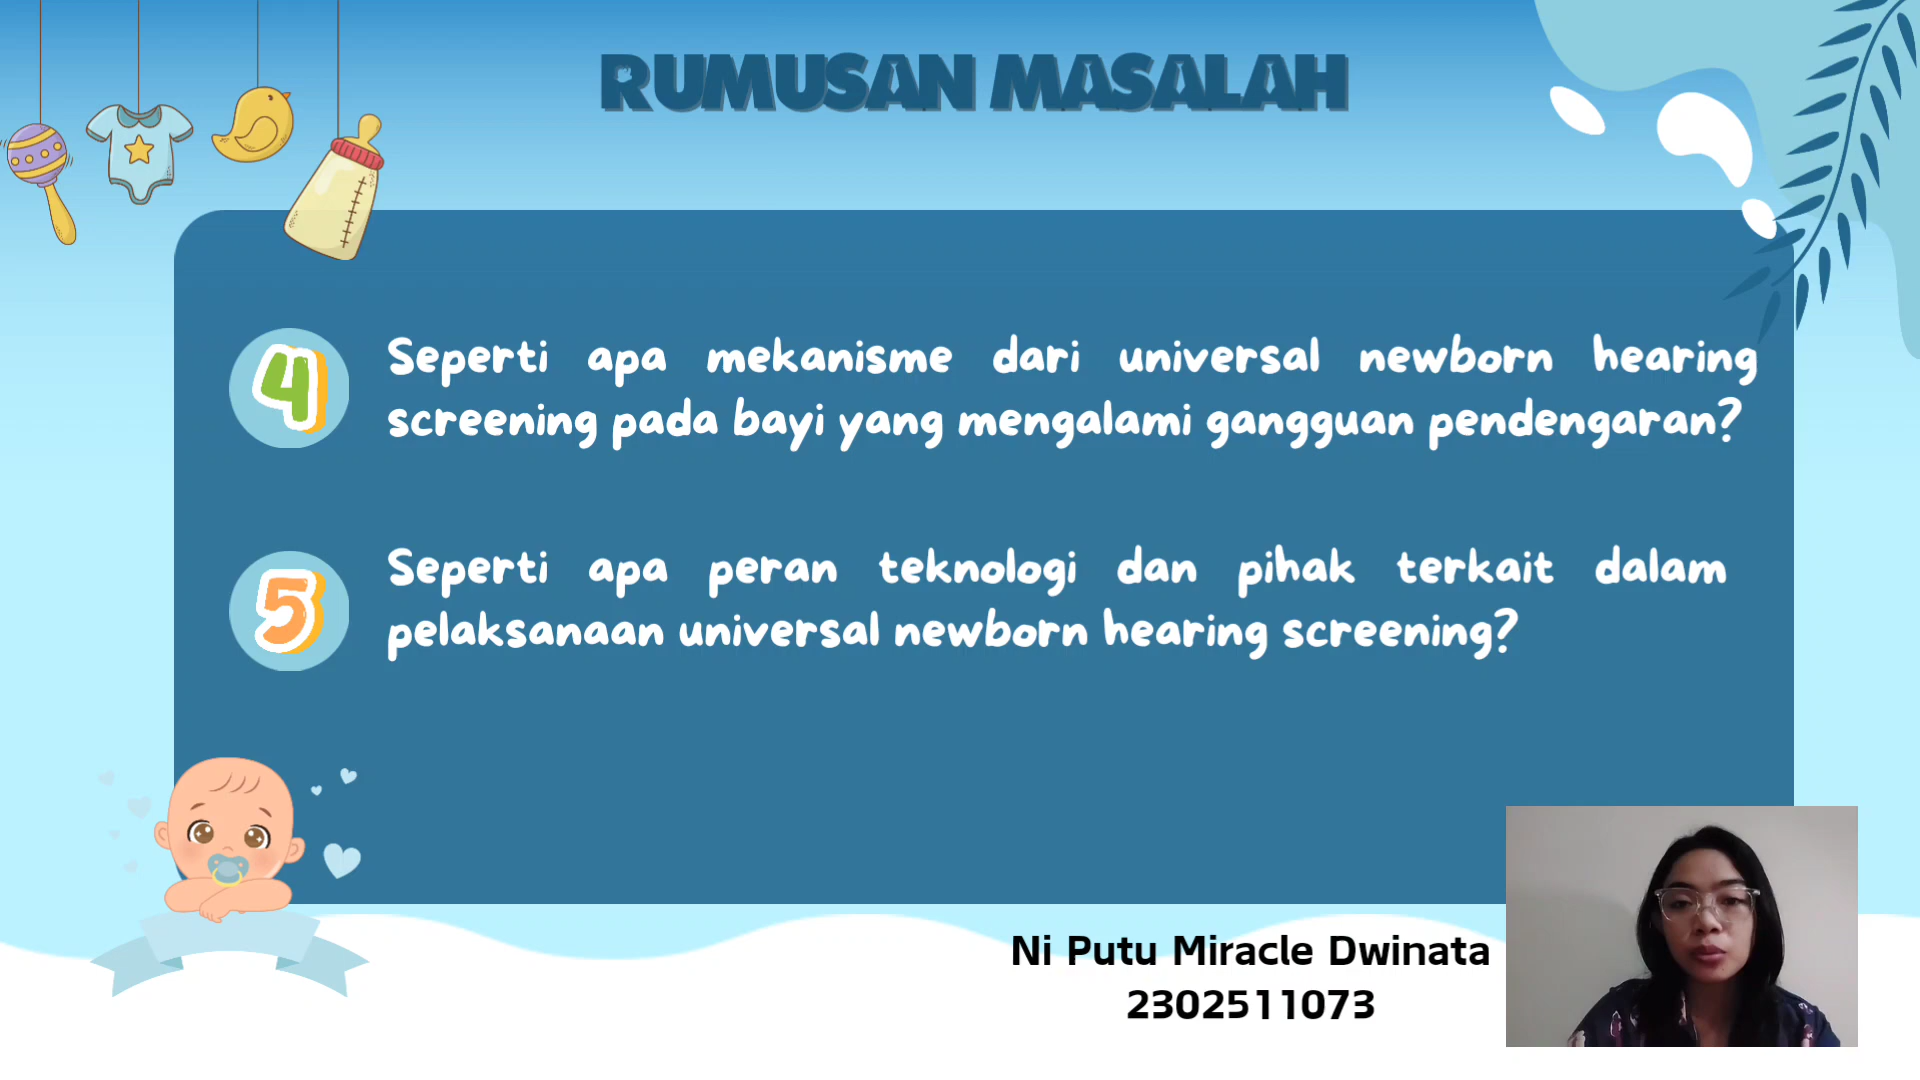 RUMUSAN MASALAH
4
Seperti apa mekanisme dari universal newborn hearing
screening pada bayi yang mengalami gangguan pendengaran?
5
Seperti apa peran teknologi dan pihak terkait dalam
pelaksanaan universal newborn hearing screening?
Ni Putu Miracle Dwinata
2302511073